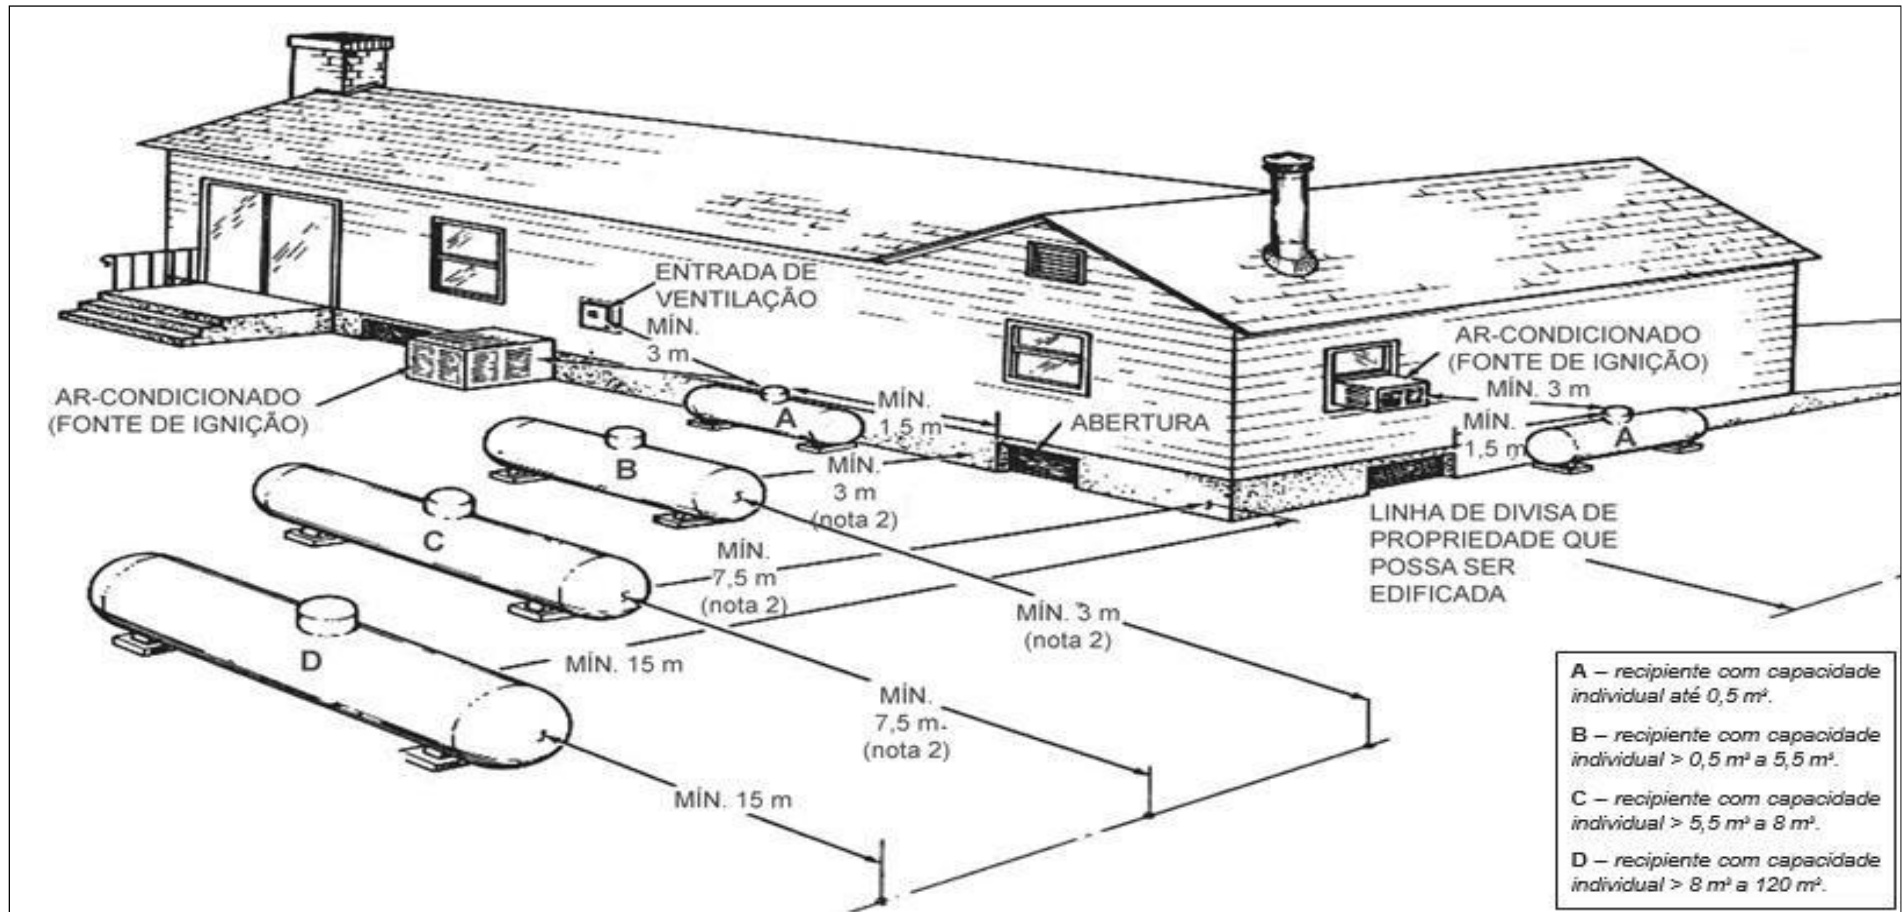 ENTRADA DE
VENTILAÇÃO
MÍN.
3 m
AR-CONDICIONADO
(FONTE DE IGNIÇÃO)
A
MÍN.
1,5 m
ABERTURA
AR-CONDICIONADO
(FONTE DE IGNIÇÃO)
MÍN. 3 m
MÍN.
1,5 m
A
B
MÍN.
3 m
(nota 2)
C
MÍN.
7,5 m
(nota 2)
D
MÍN. 15 m
MÍN. 3 m
(nota 2)
MÍN.
7,5 m.
(nota 2)
MÍN. 15 m
LINHA DE DIVISA DE
PROPRIEDADE QUE
POSSA SER
EDIFICADA
A – recipiente com capacidade
individual até 0,5 m³.
B – recipiente com capacidade
individual > 0,5 m³ a 5,5 m³.
C – recipiente com capacidade
individual > 5,5 m³ a 8 m³.
D – recipiente com capacidade
individual > 8 m³ a 120 m³.